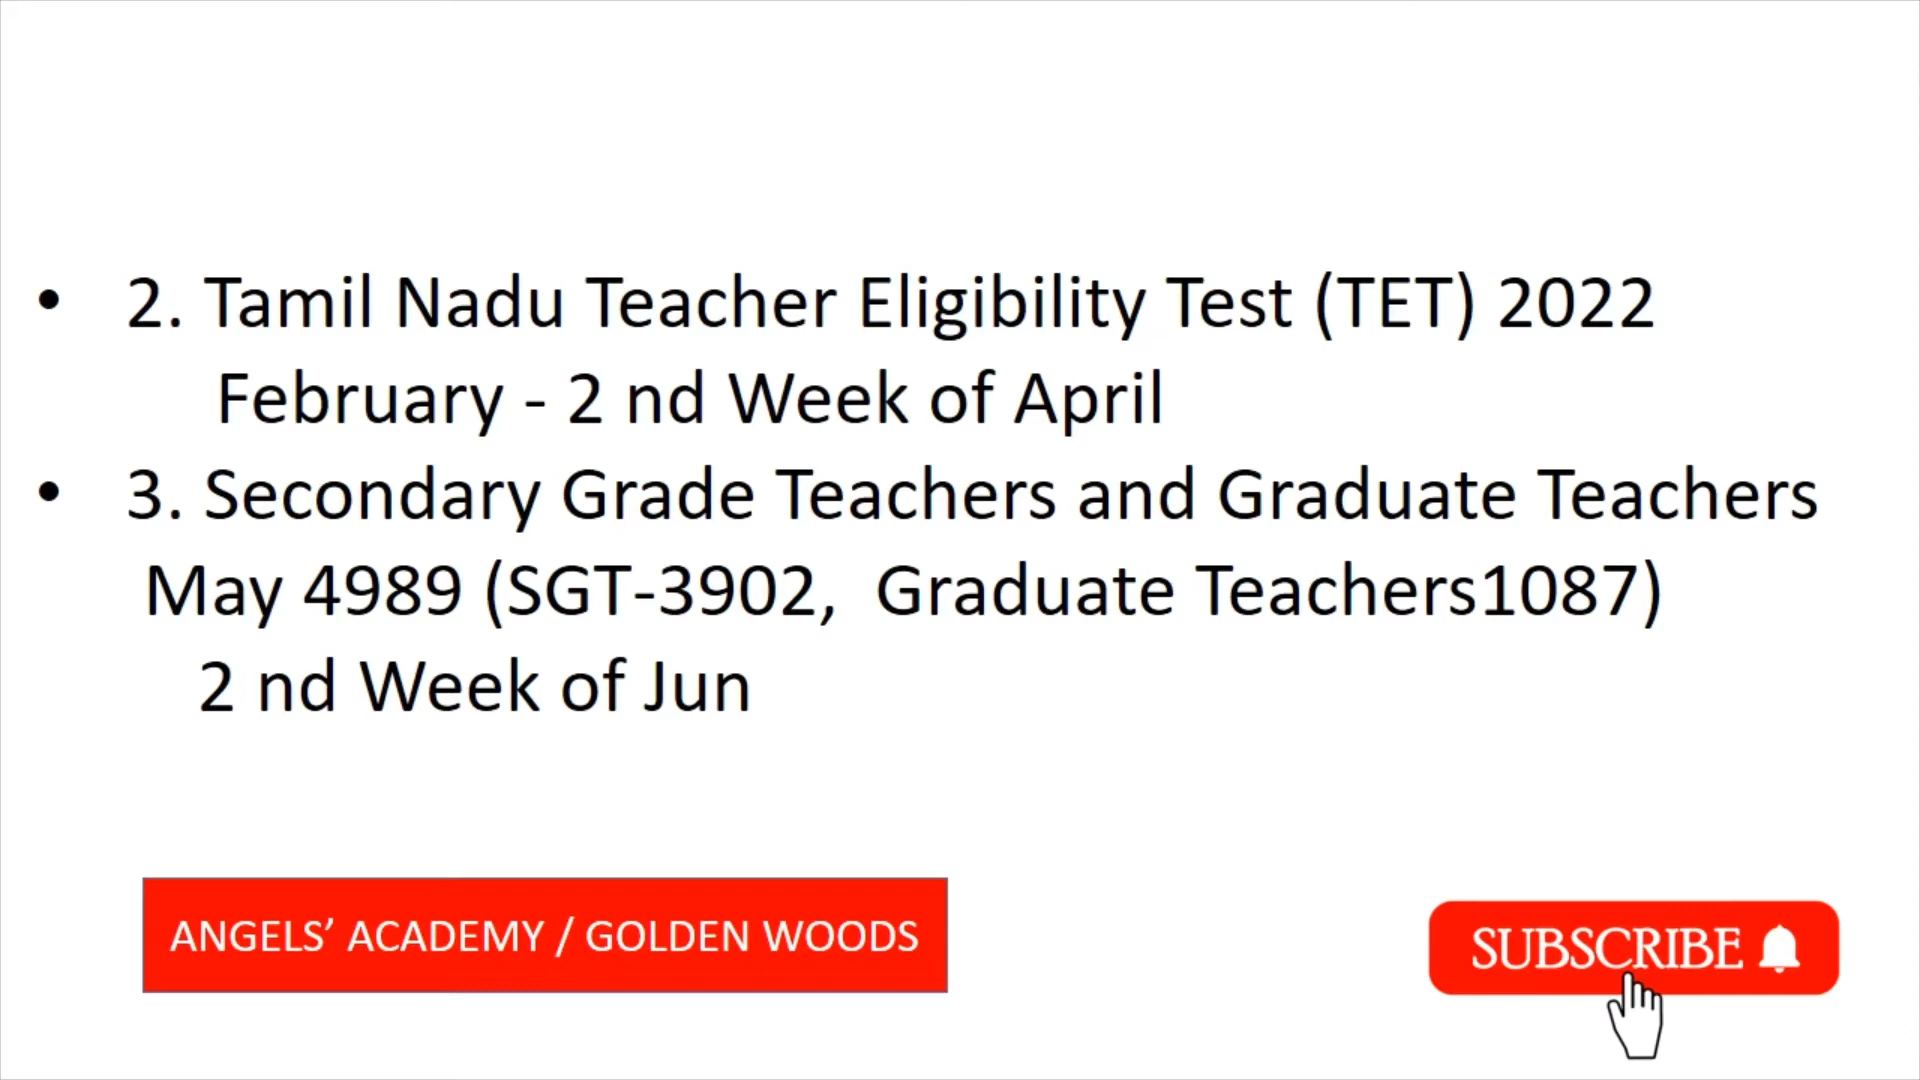 • 2. Tamil Nadu Teacher Eligibility Test (TET) 2022
February - 2 nd Week of April
• 3. Secondary Grade Teachers and Graduate Teachers
May 4989 (SGT-3902, Graduate Teachers1087)
2 nd Week of Jun
ANGELS’ ACADEMY / GOLDEN WOODS
SUBSCRIBE